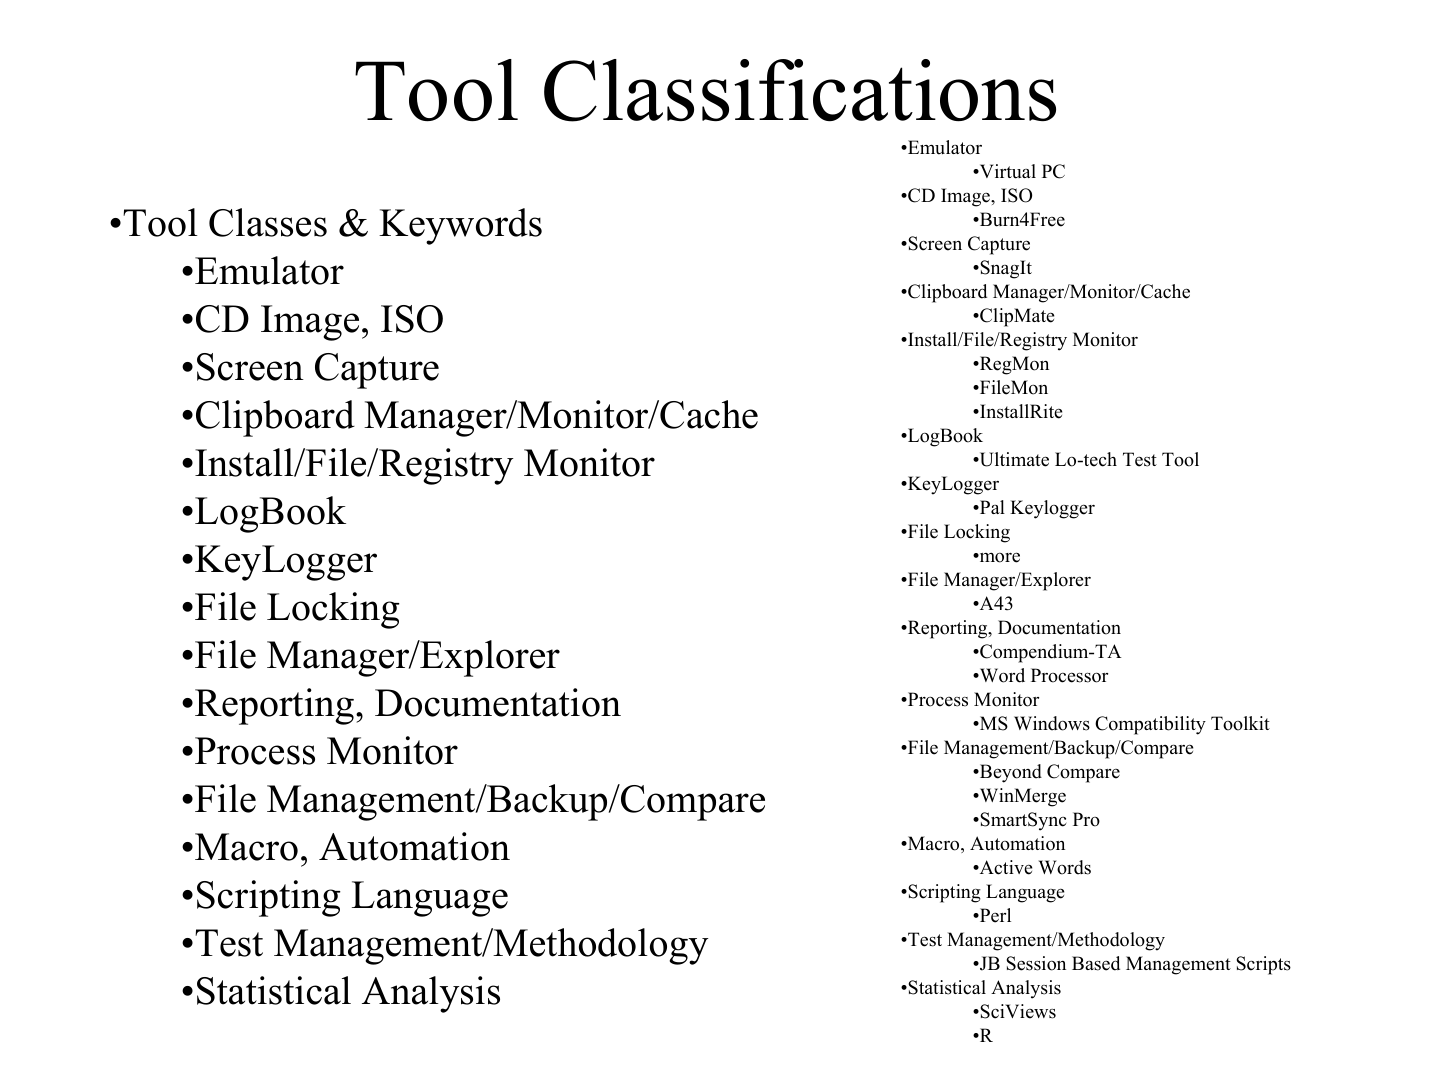 Tool Classifications
•Tool Classes & Keywords
•Emulator
•CD Image, ISO
•Screen Capture
•Clipboard Manager/Monitor/Cache
•Install/File/Registry Monitor
•LogBook
•KeyLogger
•File Locking
•File Manager/Explorer
•Reporting, Documentation
•Process Monitor
•File Management/Backup/Compare
•Macro, Automation
•Scripting Language
•Test Management/Methodology
•Statistical Analysis
•Emulator
•Virtual PC
•CD Image, ISO
•Burn4Free
•Screen Capture
•SnagIt
•Clipboard Manager/Monitor/Cache
•ClipMate
•Install/File/Registry Monitor
•RegMon
•FileMon
•InstallRite
•LogBook
•Ultimate Lo-tech Test Tool
•KeyLogger
•Pal Keylogger
•File Locking
•more
•File Manager/Explorer
•A43
•Reporting, Documentation
•Compendium-TA
•Word Processor
•Process Monitor
•MS Windows Compatibility Toolkit
•File Management/Backup/Compare
•Beyond Compare
•WinMerge
•SmartSync Pro
•Macro, Automation
•Active Words
•Scripting Language
•Perl
•Test Management/Methodology
•JB Session Based Management Scripts
•Statistical Analysis
•SciViews
•R